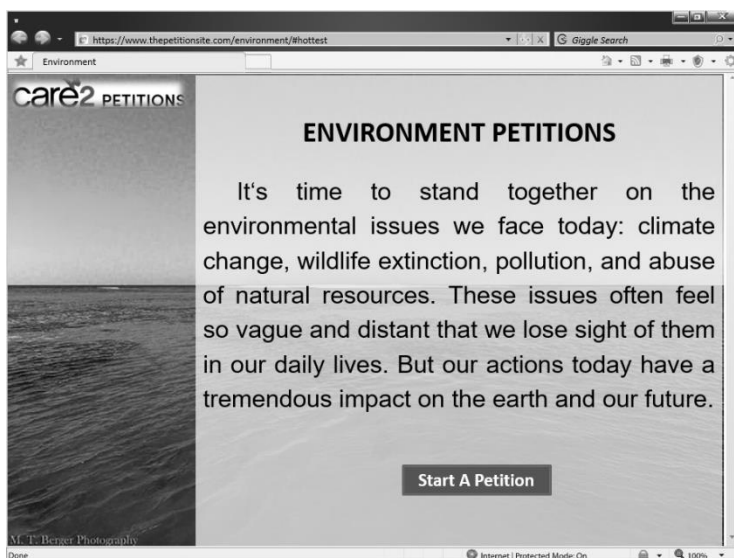 https://www.thepetitionsite.com/environment/#hottest
X
G Giggle Search
Environment
care2 PETITIONS
ENVIRONMENT PETITIONS
It's time to stand together on the
environmental issues we face today: climate
change, wildlife extinction, pollution, and abuse
of natural resources. These issues often feel
so vague and distant that we lose sight of them
in our daily lives. But our actions today have a
tremendous impact on the earth and our future.
Start A Petition
M. T. Berger Photography
Done
Internet | Protected Mode: On
100%